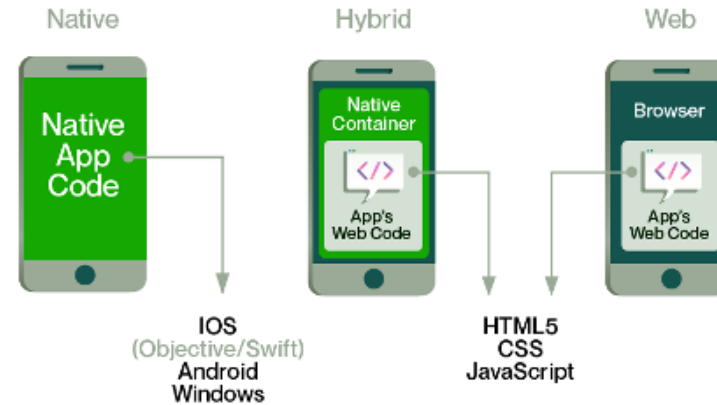 Native
Hybrid
Web
Native
App
Code
Native
Container
</>
App's
Web Code
Browser
</>
App's
Web Code
IOS
(Objective/Swift)
Android
Windows
HTML5
CSS
JavaScript